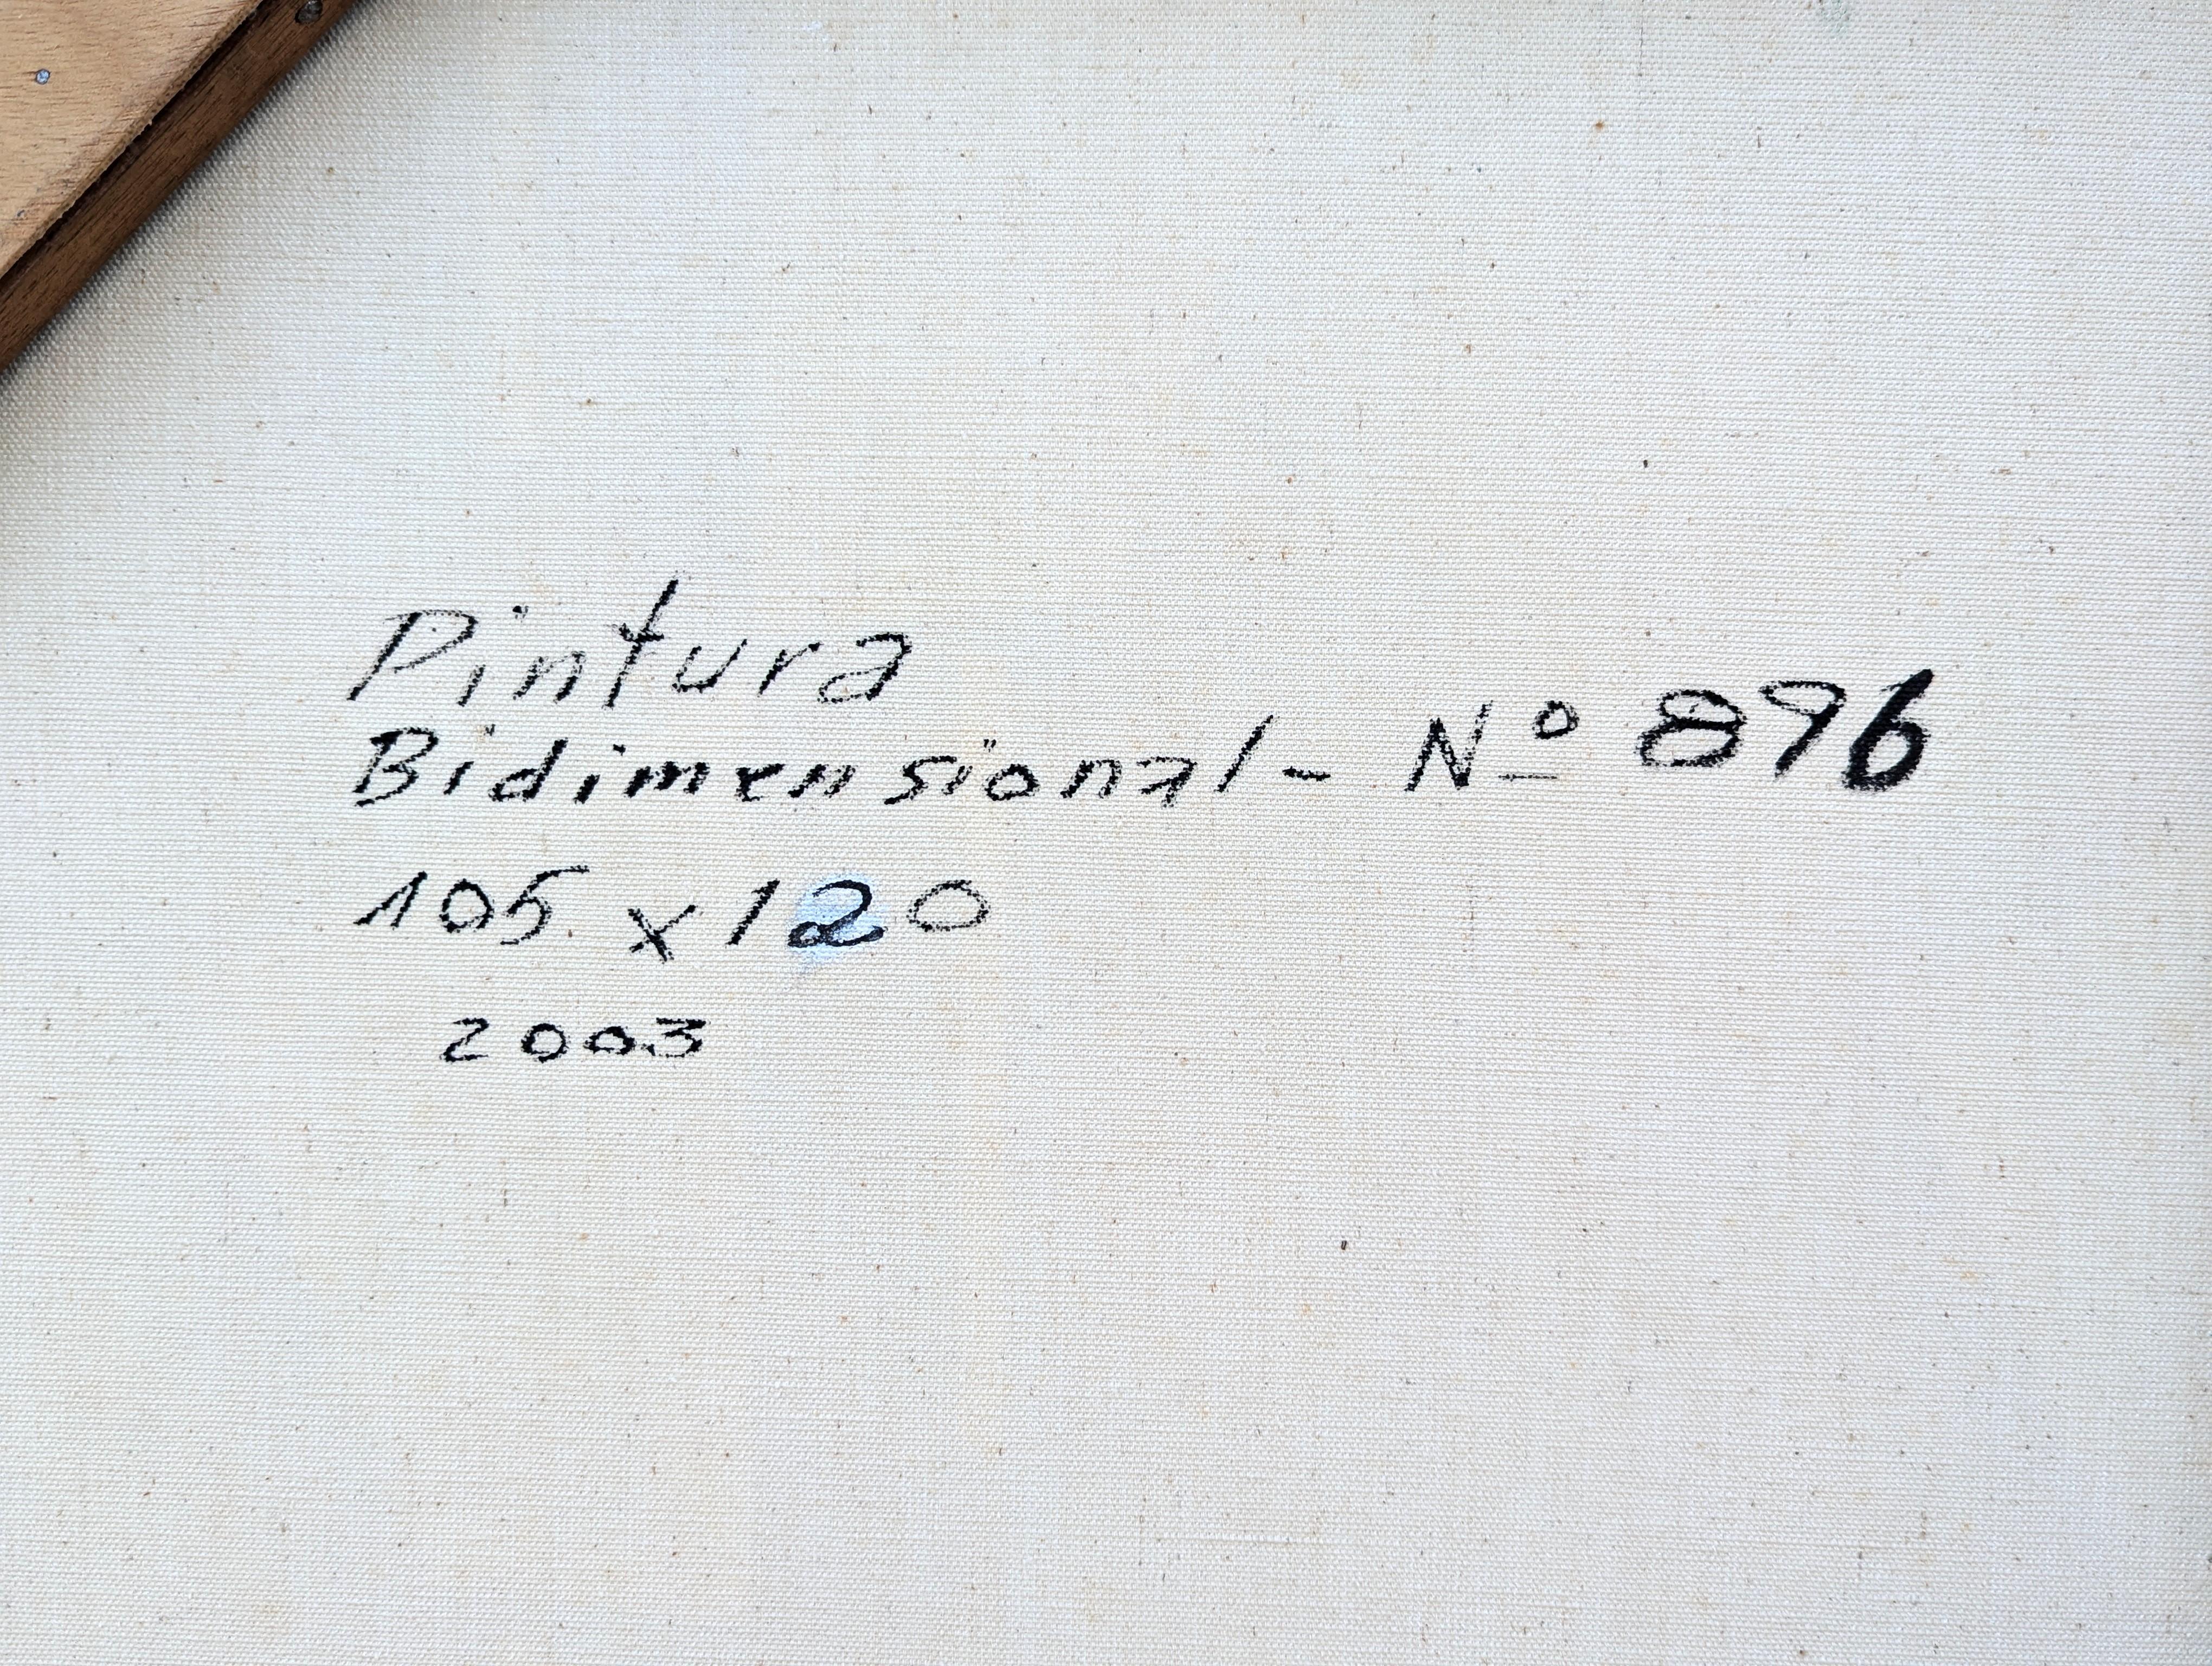 Pintura
Bidimensional - Nº 896
105 x 120
2003